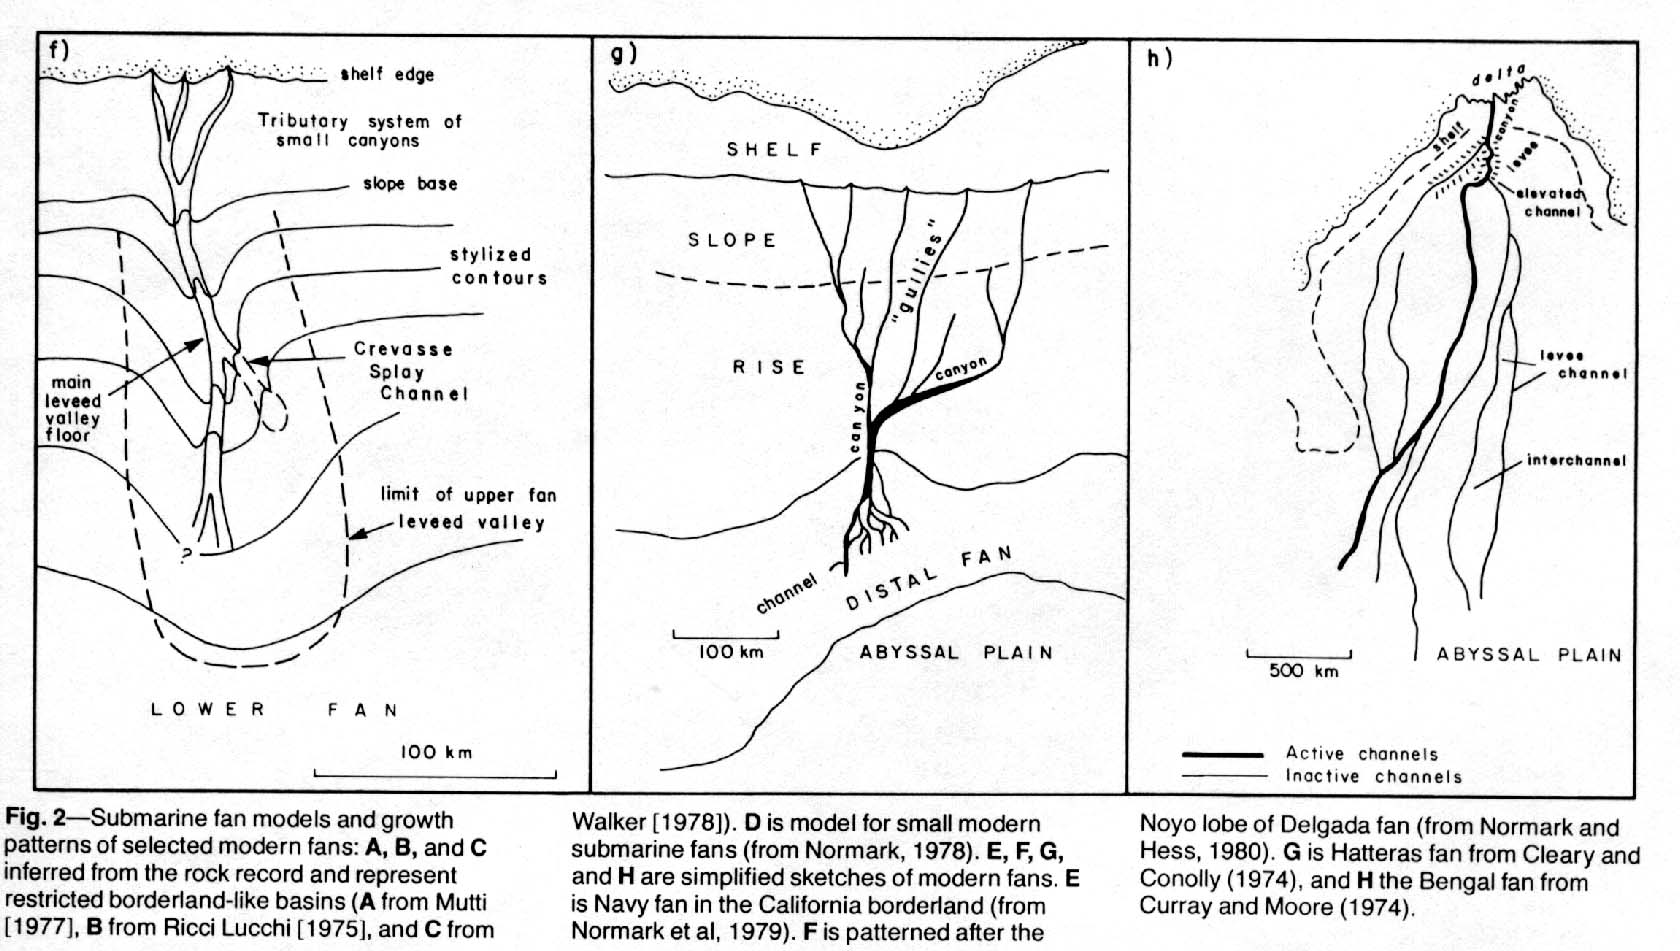 f)
shelf edge
Tributary system of
small canyons
slope base
stylized
contours
Crevasse
Splay
Channel
main
leveed
valley
floor
limit of upper fan
leveed valley
?
LOWER FAN
100 km
g)
SHELF
SLOPE
"gullies"
RISE
canyon
canyon
channel
DISTAL FAN
100 km
ABYSSAL PLAIN
h)
delta
canyon
shelf
levee
elevated
channel
levee
channel
interchannel
500 km
ABYSSAL PLAIN
Active channels
Inactive channels
Fig. 2—Submarine fan models and growth
patterns of selected modern fans: A, B, and C
inferred from the rock record and represent
restricted borderland-like basins (A from Mutti
[1977], B from Ricci Lucchi [1975], and C from
Walker [1978]). D is model for small modern
submarine fans (from Normark, 1978). E, F, G,
and H are simplified sketches of modern fans. E
is Navy fan in the California borderland (from
Normark et al, 1979). F is patterned after the
Noyo lobe of Delgada fan (from Normark and
Hess, 1980). G is Hatteras fan from Cleary and
Conolly (1974), and H the Bengal fan from
Curray and Moore (1974).